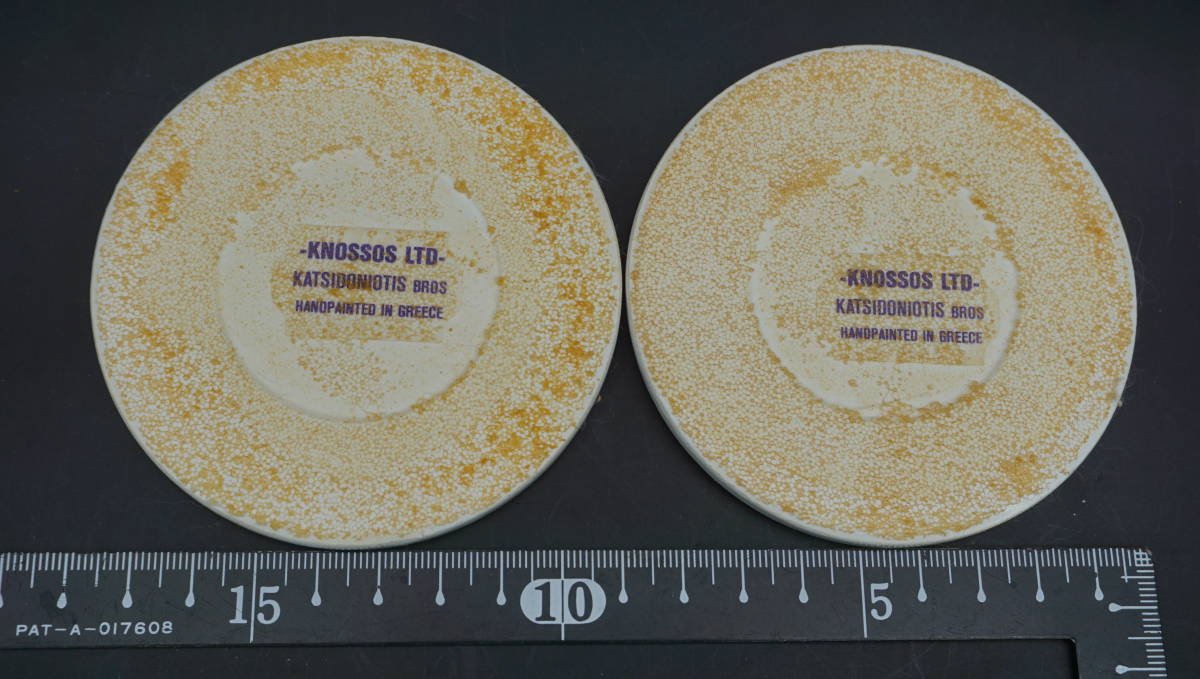 -KNOSSOS LTD-
KATSIDONIOTIS BROS
HANDPAINTED IN GREECE
-KNOSSOS LTD-
KATSIDONIOTIS BROS
HANDPAINTED IN GREECE
15 10 5
PAT-A-017608